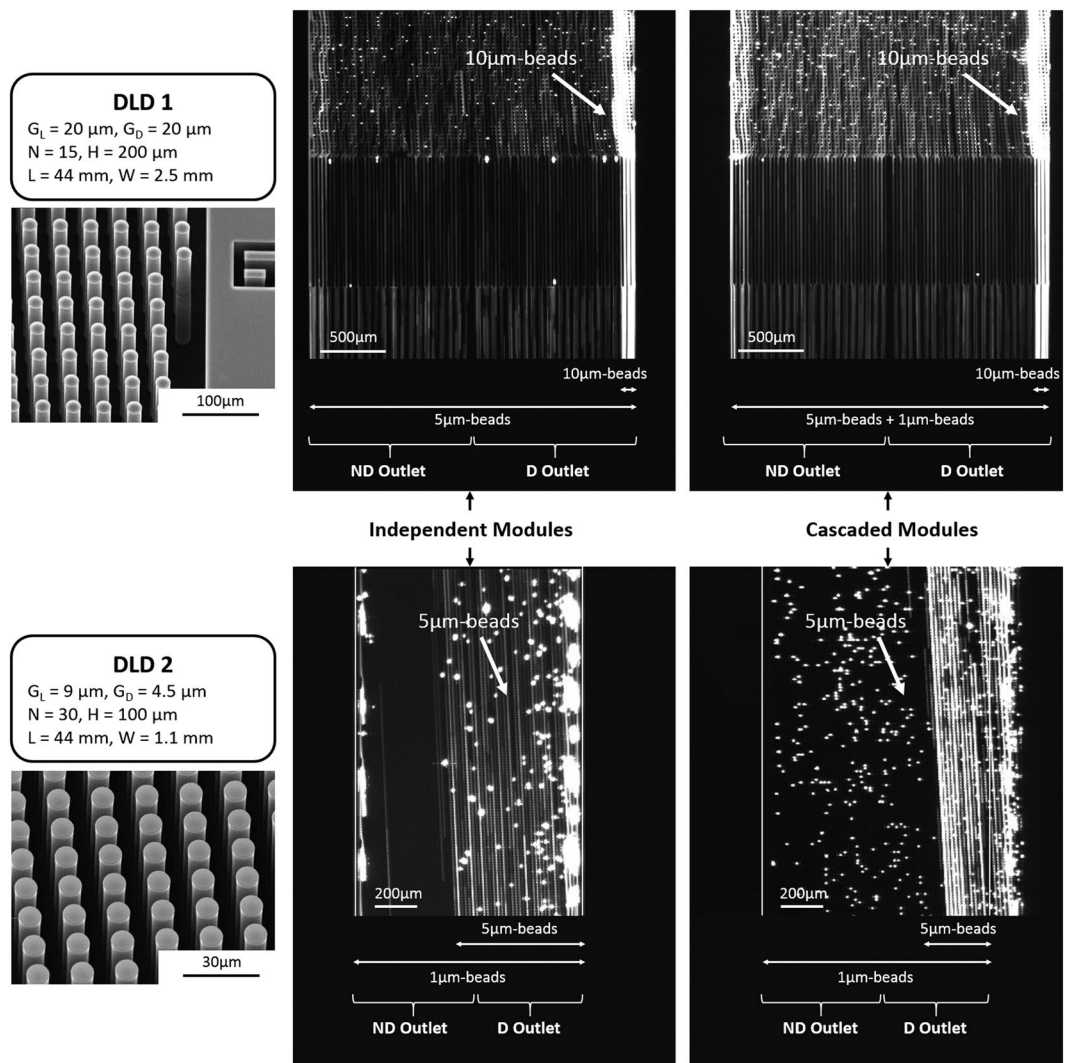 DLD 1
G_L = 20 µm, G_D = 20 µm
N = 15, H = 200 µm
L = 44 mm, W = 2.5 mm
100µm
10µm-beads
500µm
10µm-beads
5µm-beads
ND Outlet D Outlet
10µm-beads
500µm
10µm-beads
5µm-beads + 1µm-beads
ND Outlet D Outlet
Independent Modules
Cascaded Modules
DLD 2
G_L = 9 µm, G_D = 4.5 µm
N = 30, H = 100 µm
L = 44 mm, W = 1.1 mm
30µm
5µm-beads
200µm
5µm-beads
1µm-beads
ND Outlet D Outlet
5µm-beads
200µm
5µm-beads
1µm-beads
ND Outlet D Outlet